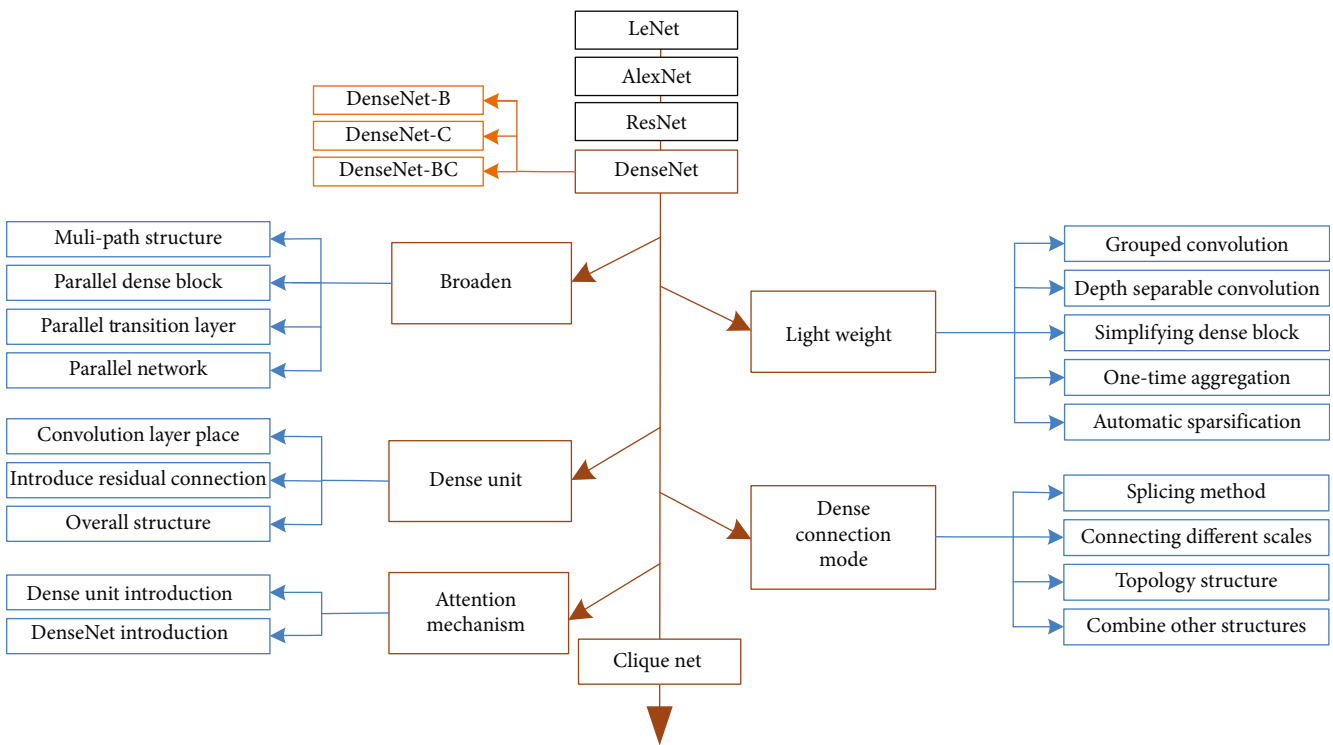 LeNet
AlexNet
ResNet
DenseNet
DenseNet-B
DenseNet-C
DenseNet-BC
Muli-path structure
Parallel dense block
Parallel transition layer
Parallel network
Broaden
Light weight
Grouped convolution
Depth separable convolution
Simplifying dense block
One-time aggregation
Automatic sparsification
Convolution layer place
Introduce residual connection
Overall structure
Dense unit
Dense
connection
mode
Splicing method
Connecting different scales
Topology structure
Combine other structures
Dense unit introduction
DenseNet introduction
Attention
mechanism
Clique net